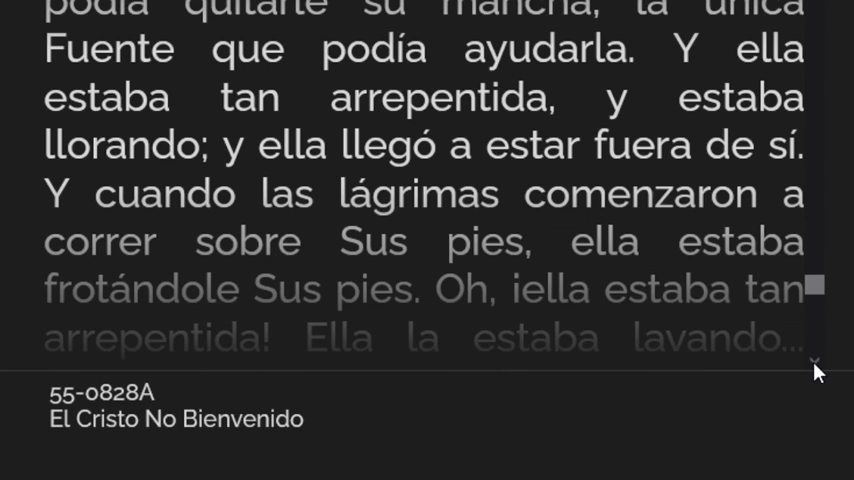 podía quitarle su mancha, la única
Fuente que podía ayudarla. Y ella
estaba tan arrepentida, y estaba
llorando; y ella llegó a estar fuera de sí.
Y cuando las lágrimas comenzaron a
correr sobre Sus pies, ella estaba
frotándole Sus pies. Oh, ¡ella estaba tan
arrepentida! Ella la estaba lavando...
55-0828A
El Cristo No Bienvenido